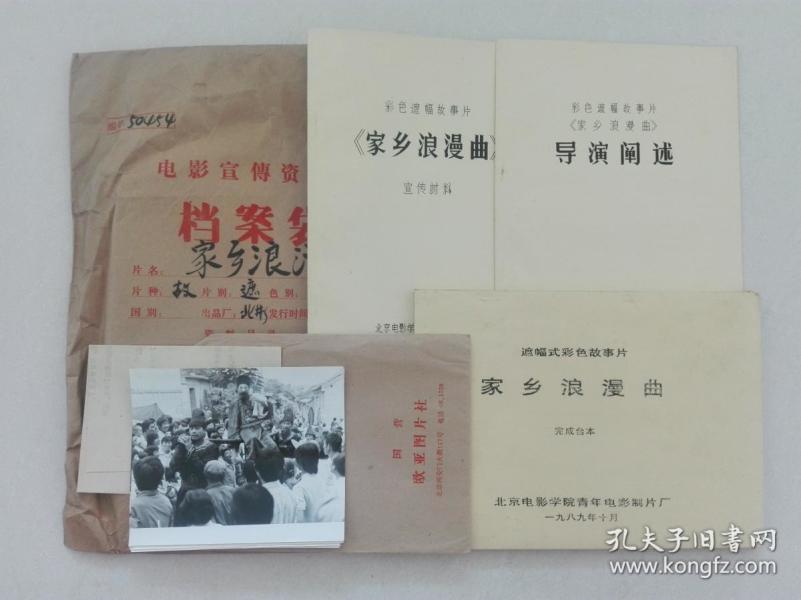 编号 50454
电影宣傳资
档案袋
片名：家乡浪漫
片种：故 片别：遮 色别：
国别： 出品厂：北影 发行时间
彩色遮幅故事片
《家乡浪漫曲》
宣传材料
北京电影学
彩色遮幅故事片
《家乡浪漫曲》
导演阐述
遮幅式彩色故事片
家乡浪漫曲
完成台本
北京电影学院青年电影制片厂
一九八九年十月
国营
欧亚图片社
孔夫子旧书网
www.kongfz.com